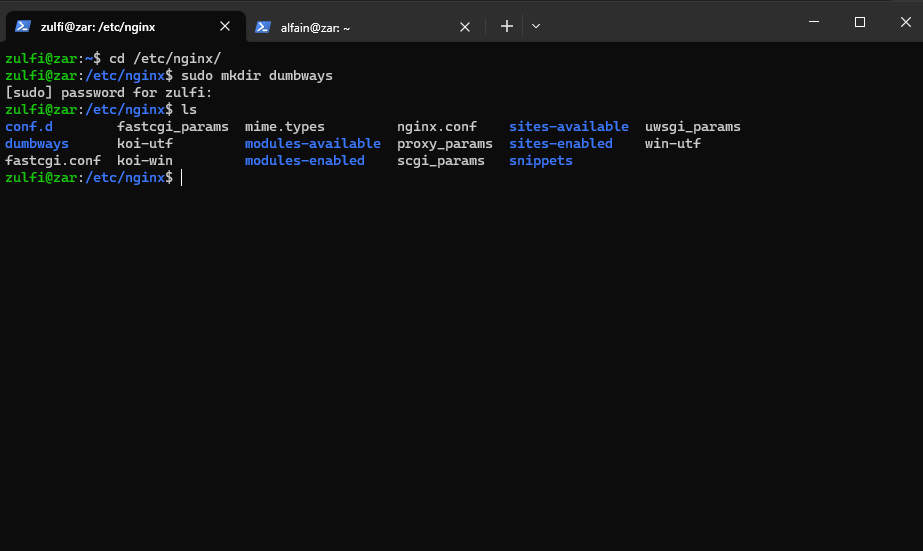 zulfi@zar: /etc/nginx
alfain@zar: ~
zulfi@zar:~$ cd /etc/nginx/
zulfi@zar:/etc/nginx$ sudo mkdir dumbways
[sudo] password for zulfi:
zulfi@zar:/etc/nginx$ ls
conf.d        fastcgi_params  mime.types         nginx.conf    sites-available  uwsgi_params
dumbways      koi-utf         modules-available  proxy_params  sites-enabled    win-utf
fastcgi.conf  koi-win         modules-enabled    scgi_params   snippets
zulfi@zar:/etc/nginx$